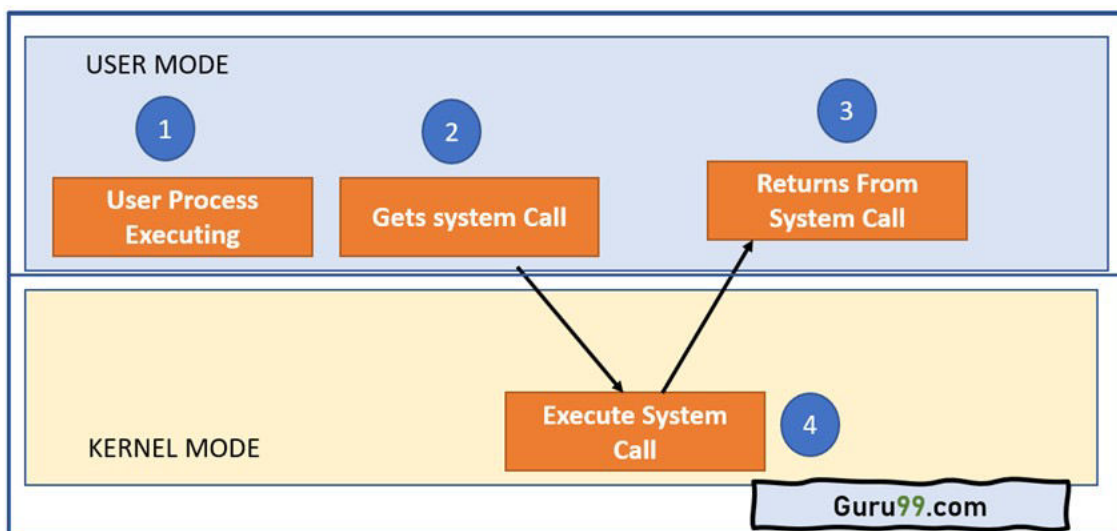 USER MODE
1
2
3
User Process
Executing
Gets system Call
Returns From
System Call
Execute System
Call
4
KERNEL MODE
Guru99.com